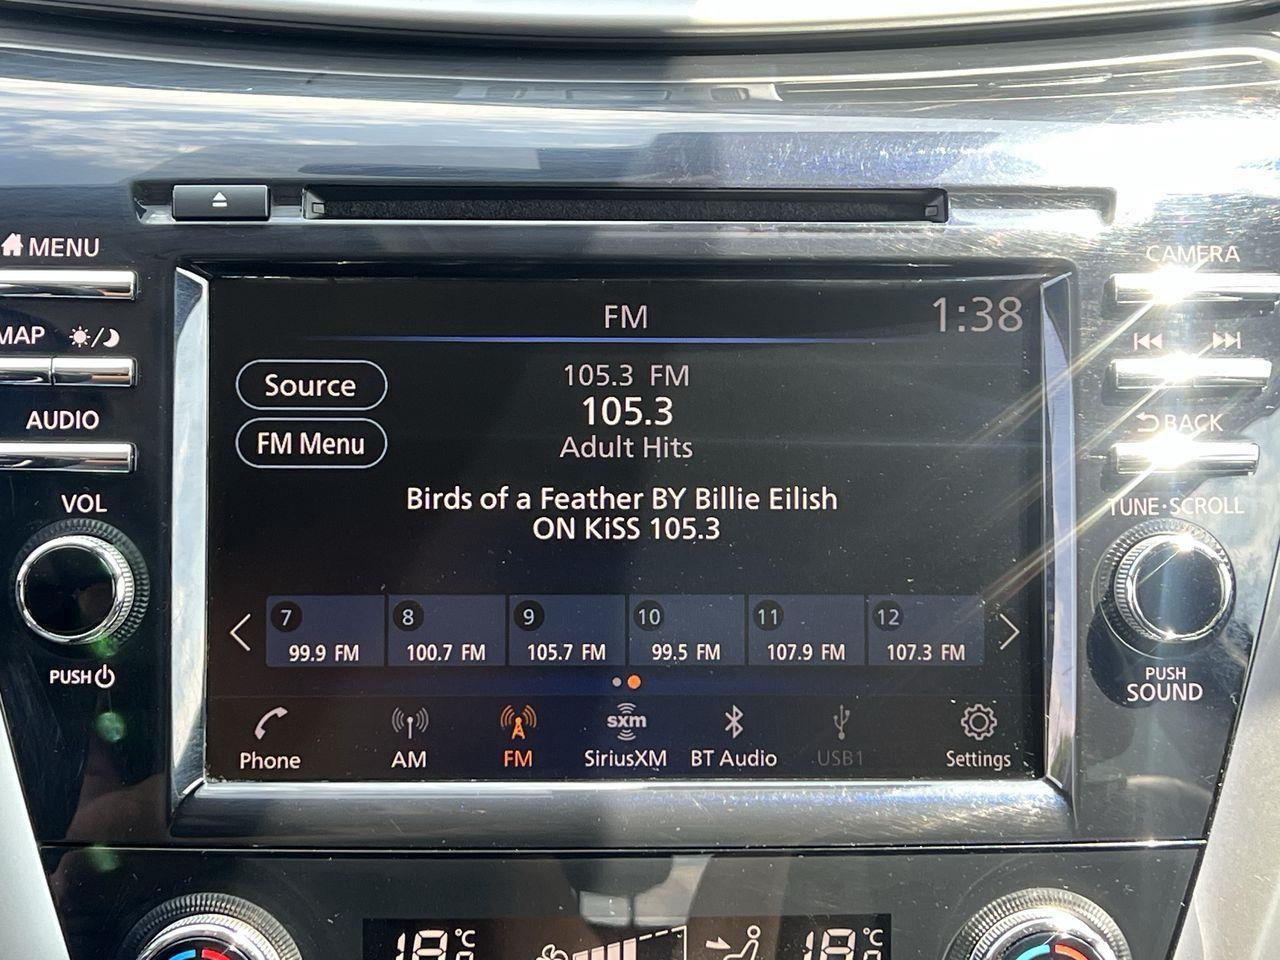 MENU
CAMERA
FM
1:38
MAP
Source
105.3 FM
105.3
AUDIO
FM Menu
Adult Hits
BACK
VOL
Birds of a Feather BY Billie Eilish
ON KiSS 105.3
TUNE·SCROLL
7 8 9 10 11 12
99.9 FM 100.7 FM 105.7 FM 99.5 FM 107.9 FM 107.3 FM
PUSH
PUSH
SOUND
sxm
Phone AM FM SiriusXM BT Audio USB1 Settings
18°C 18°C